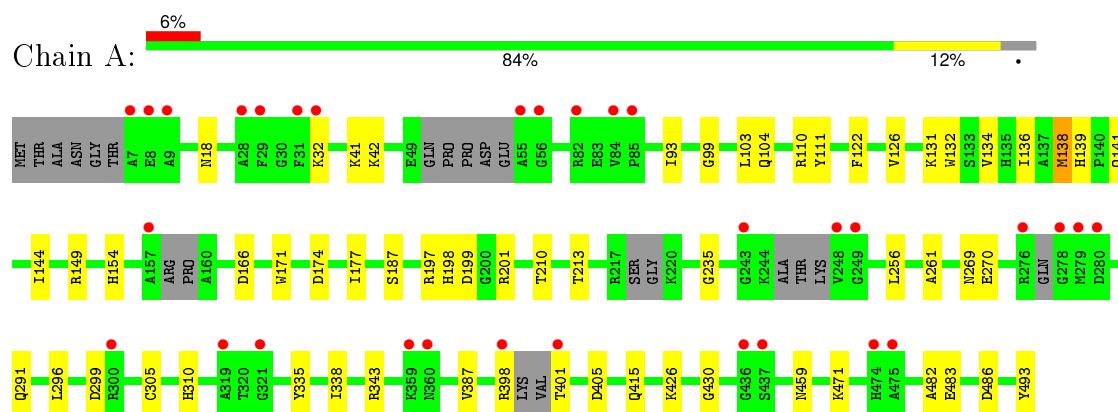 6%
Chain A:
84% 12% •
MET THR ALA ASN GLY THR A7 E8 A9 N18 A28 F29 G30 F31 K32 K41 K42 E49 GLN PRO PRO ASP GLU A55 G56 R82 E83 V84 P85 I93 G99 L103 Q104 R110 Y111 F122 V126 K131 W132 S133 V134 H135 I136 A137 M138 H139 P140 Q141
I144 R149 H154 A157 ARG PRO A160 D166 W171 D174 I177 S187 R197 H198 D199 G200 R201 T210 T213 R217 SER GLY K220 G235 G243 K244 ALA THR LYS V248 G249 L256 A261 N269 E270 R276 GLN G278 M279 D280
Q291 L296 D299 R300 C305 H310 A319 T320 G321 Y335 I338 R343 K359 N360 V387 R398 LYS VAL T401 D405 Q415 K426 G430 G436 S437 N459 K471 H474 A475 A482 E483 D486 Y493